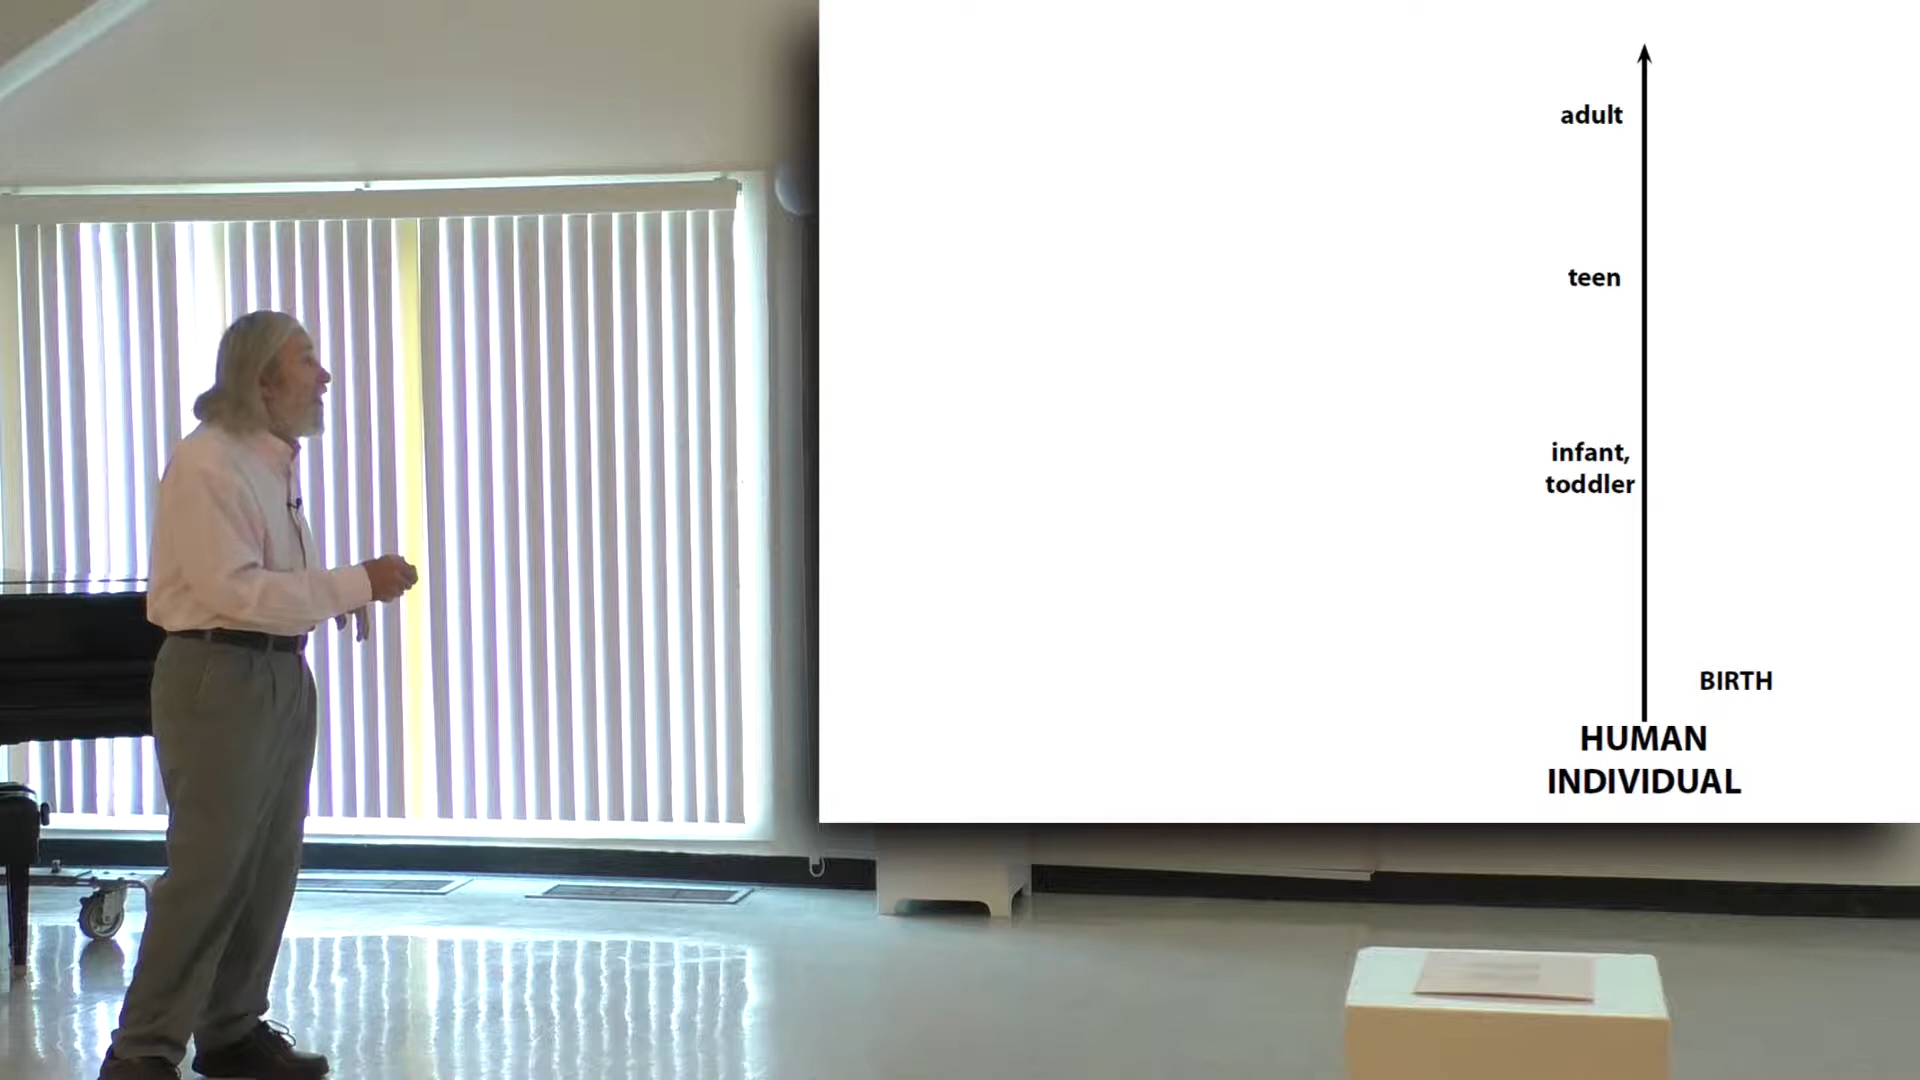 adult
teen
infant,
toddler
BIRTH
HUMAN
INDIVIDUAL